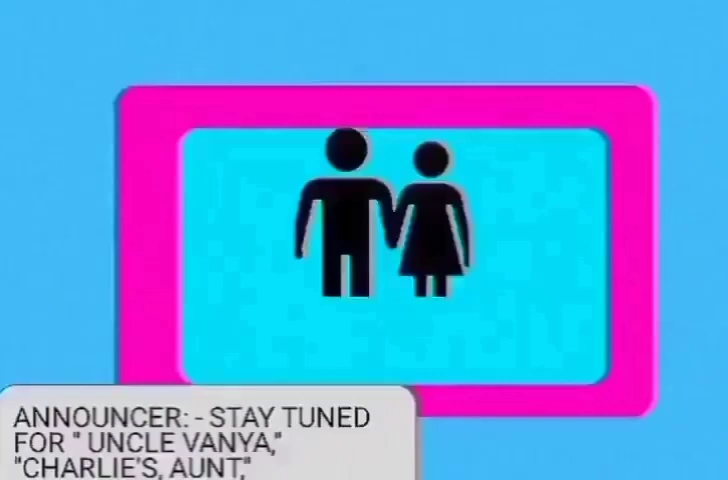 ANNOUNCER: - STAY TUNED
FOR " UNCLE VANYA,"
"CHARLIE'S, AUNT,"